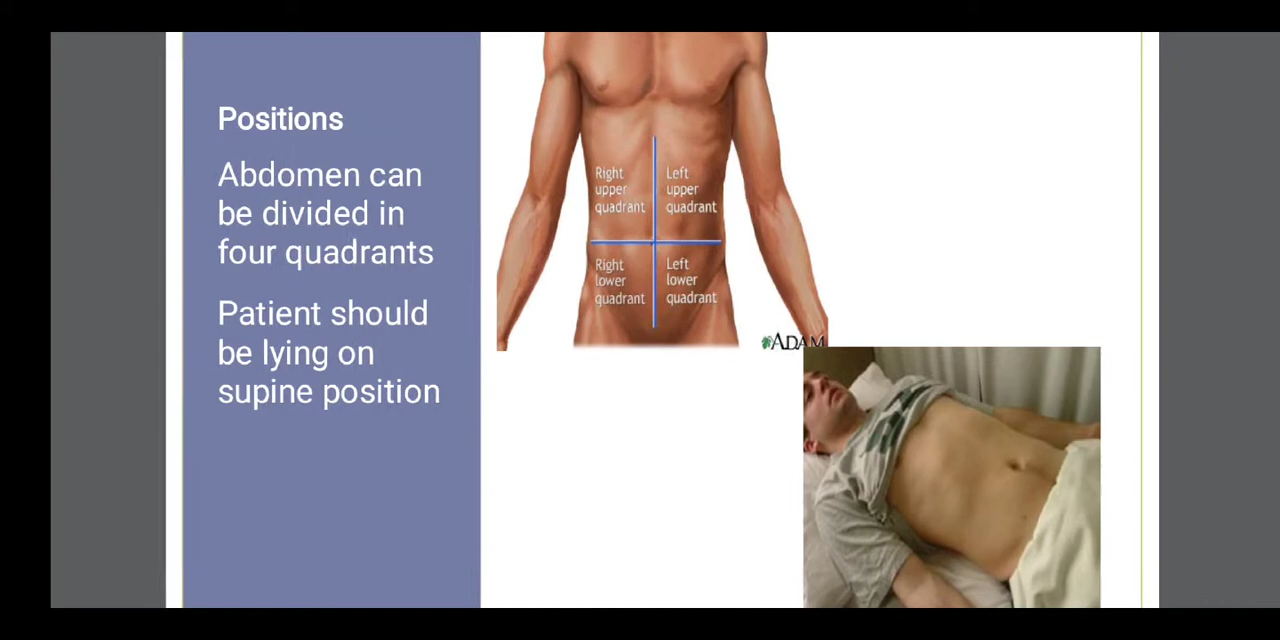 Positions
Abdomen can
be divided in
four quadrants
Patient should
be lying on
supine position
Right
upper
quadrant
Left
upper
quadrant
Right
lower
quadrant
Left
lower
quadrant
ADAM